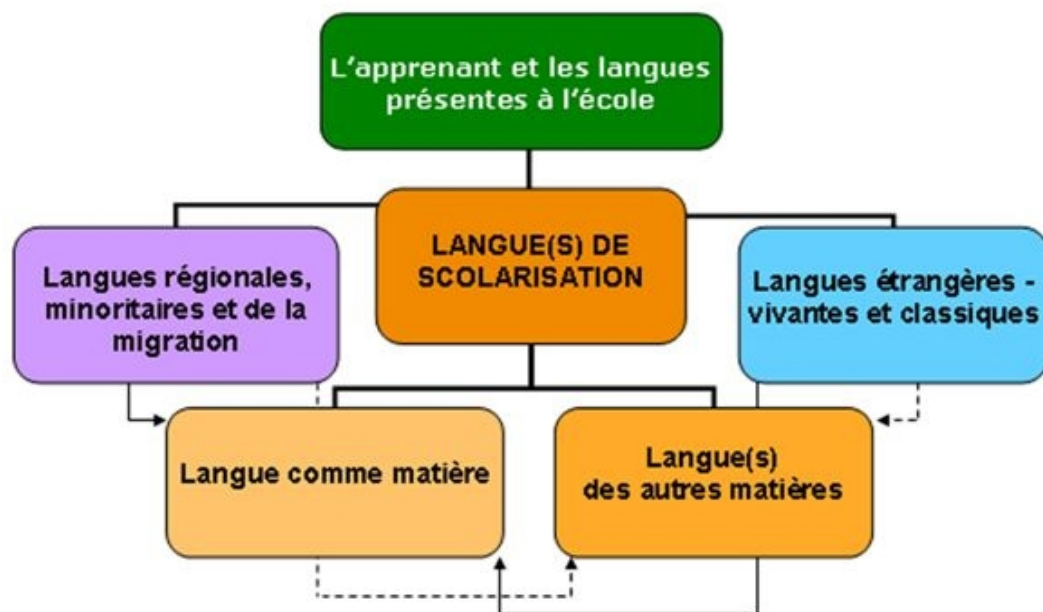 L'apprenant et les langues
présentes à l'école
LANGUE(S) DE
SCOLARISATION
Langues régionales,
minoritaires et de la
migration
Langues étrangères -
vivantes et classiques
Langue comme matière
Langue(s)
des autres matières